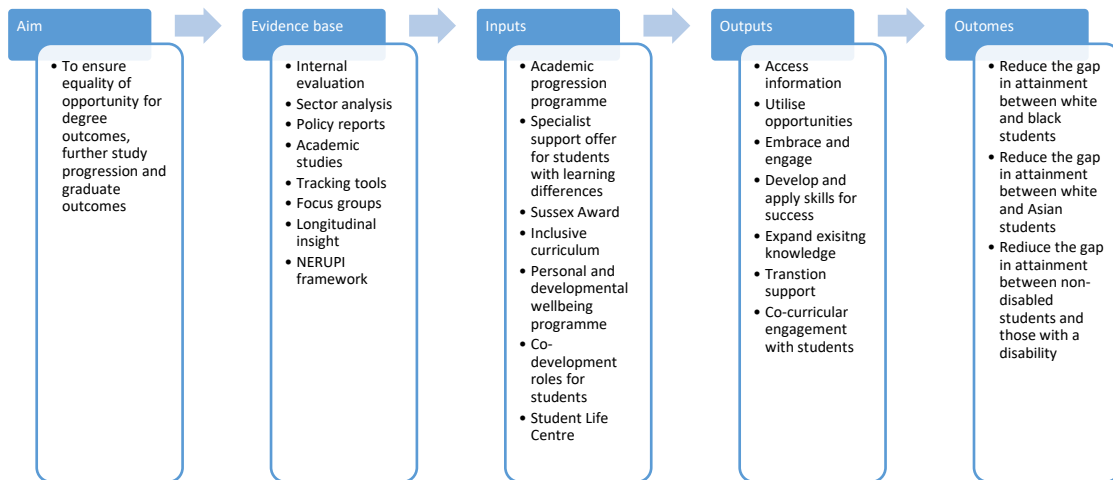 Aim
• To ensure
equality of
opportunity for
degree
outcomes,
further study
progression and
graduate
outcomes
Evidence base
• Internal
evaluation
• Sector analysis
• Policy reports
• Academic
studies
• Tracking tools
• Focus groups
• Longitudinal
insight
• NERUPI
framework
Inputs
• Academic
progression
programme
• Specialist
support offer
for students
with learning
differences
• Sussex Award
• Inclusive
curriculum
• Personal and
developmental
wellbeing
programme
• Co-
development
roles for
students
• Student Life
Centre
Outputs
• Access
information
• Utilise
opportunities
• Embrace and
engage
• Develop and
apply skills for
success
• Expand exisitng
knowledge
• Transtion
support
• Co-curricular
engagement
with students
Outcomes
• Reduce the gap
in attainment
between white
and black
students
• Reduce the gap
in attainment
between white
and Asian
students
• Rediuce the gap
in attainment
between non-
disabled
students and
those with a
disability